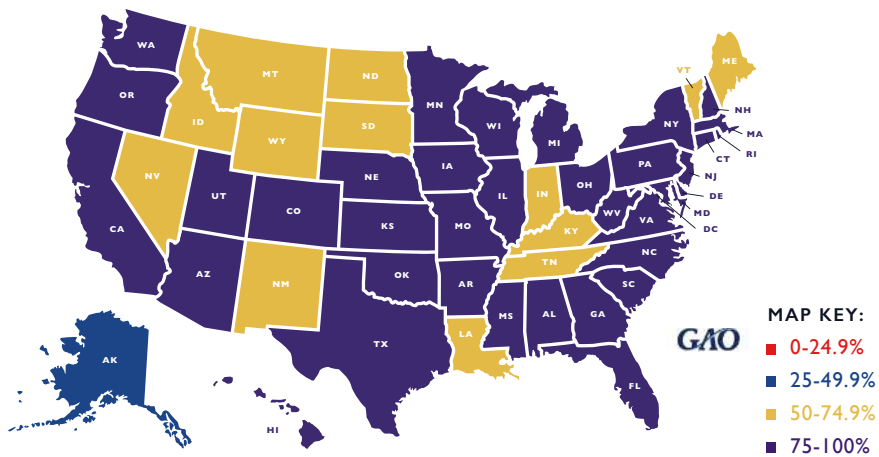 WA
MT
ND
VT
ME
OR
MN
NH
ID
SD
WI
NY
MA
WY
MI
CT
RI
IA
PA
NV
NE
NJ
UT
IL
IN
OH
DE
CO
WV
MD
CA
KS
MO
VA
DC
KY
NC
AZ
NM
OK
AR
TN
SC
MS
AL
GA
TX
LA
AK
FL
HI
GAO
MAP KEY:
0-24.9%
25-49.9%
50-74.9%
75-100%